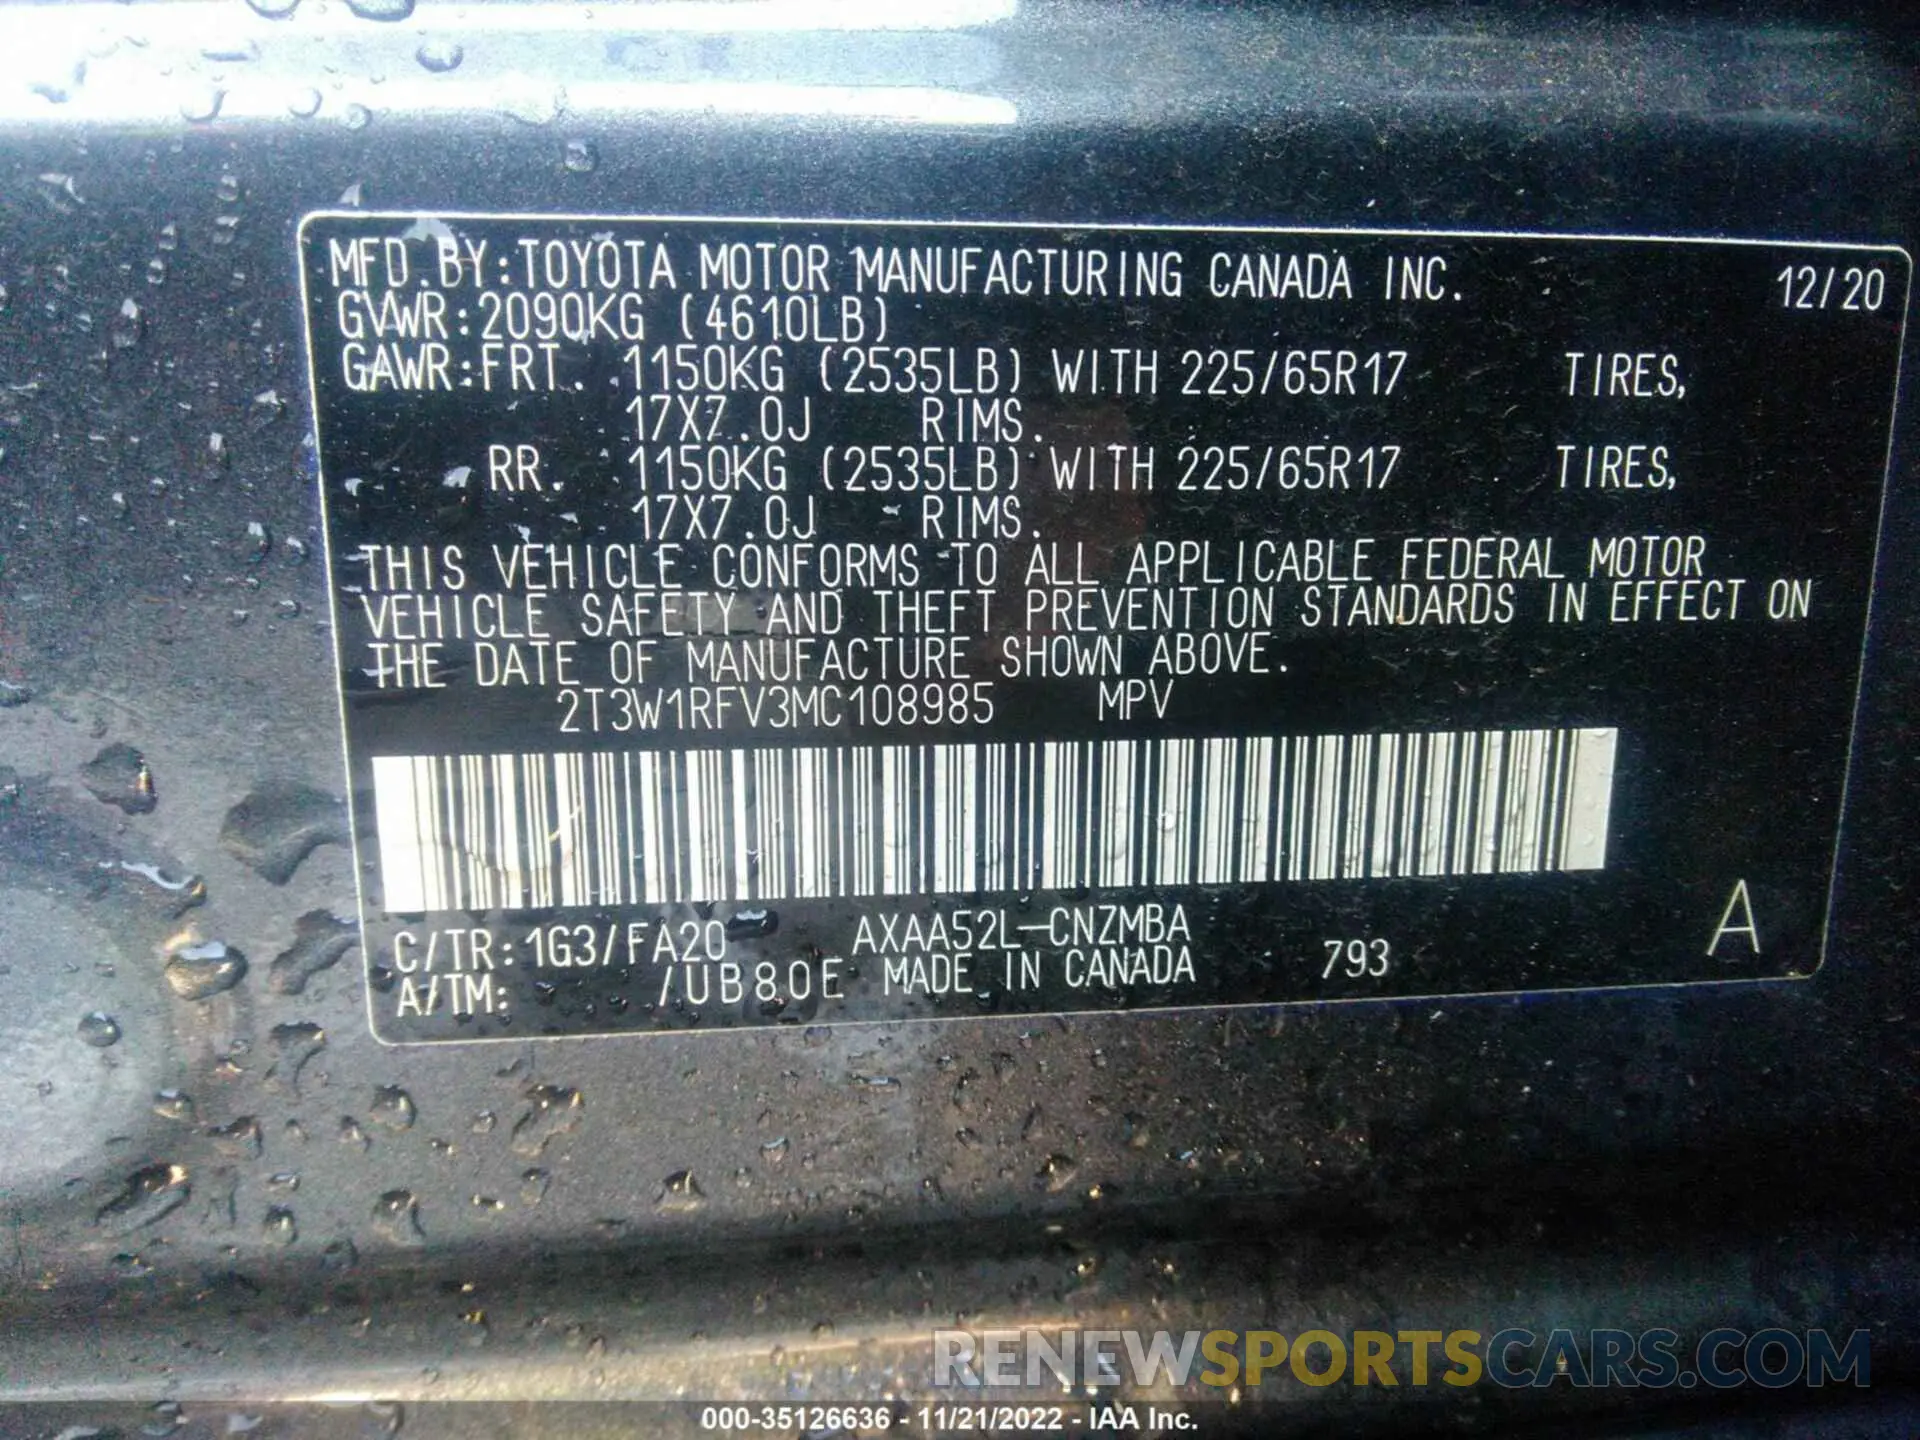 MFD.BY:TOYOTA MOTOR MANUFACTURING CANADA INC. 12/20
GVWR:2090KG (4610LB)
GAWR:FRT. 1150KG (2535LB) WITH 225/65R17 TIRES,
17X7.0J RIMS.
RR. 1150KG (2535LB) WITH 225/65R17 TIRES,
17X7.0J RIMS.
THIS VEHICLE CONFORMS TO ALL APPLICABLE FEDERAL MOTOR
VEHICLE SAFETY AND THEFT PREVENTION STANDARDS IN EFFECT ON
THE DATE OF MANUFACTURE SHOWN ABOVE.
2T3W1RFV3MC108985 MPV
C/TR:1G3/FA20 AXAA52L-CNZMBA
A/TM: /UB80E MADE IN CANADA 793 A
RENEWSPORTSCARS.COM
000-35126636 - 11/21/2022 - IAA Inc.